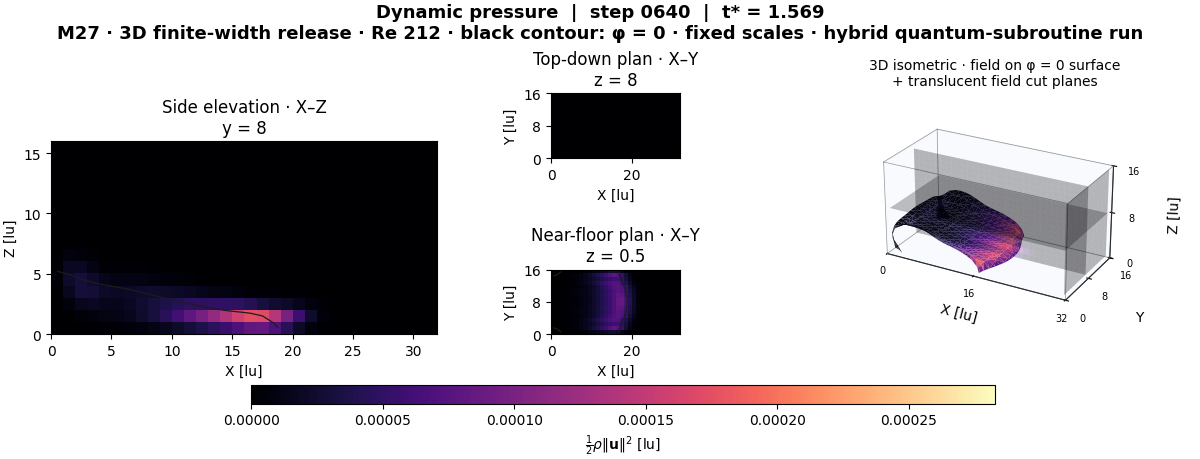 Dynamic pressure | step 0640 | t* = 1.569
M27 · 3D finite-width release · Re 212 · black contour: φ = 0 · fixed scales · hybrid quantum-subroutine run
Side elevation · X–Z
y = 8
15
10
5
0
Z [lu]
0 5 10 15 20 25 30
X [lu]
Top-down plan · X–Y
z = 8
16
8
0
Y [lu]
0 20
X [lu]
Near-floor plan · X–Y
z = 0.5
16
8
0
Y [lu]
0 20
X [lu]
3D isometric · field on φ = 0 surface
+ translucent field cut planes
16
8
0
Z [lu]
16
8
0
Y
0
16
32
X [lu]
0.00000 0.00005 0.00010 0.00015 0.00020 0.00025
½ρ‖u‖² [lu]